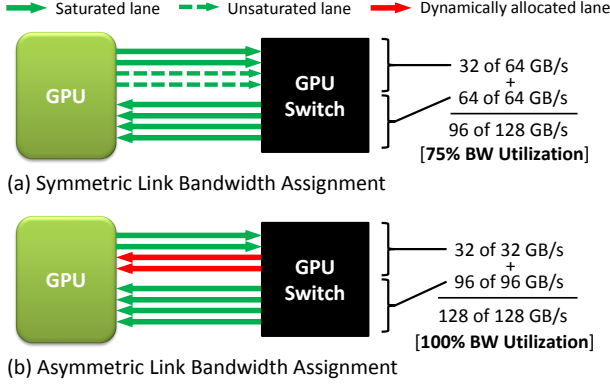 Saturated lane Unsaturated lane Dynamically allocated lane
GPU
GPU
Switch
32 of 64 GB/s
+
64 of 64 GB/s
96 of 128 GB/s
[75% BW Utilization]
(a) Symmetric Link Bandwidth Assignment
GPU
GPU
Switch
32 of 32 GB/s
+
96 of 96 GB/s
128 of 128 GB/s
[100% BW Utilization]
(b) Asymmetric Link Bandwidth Assignment